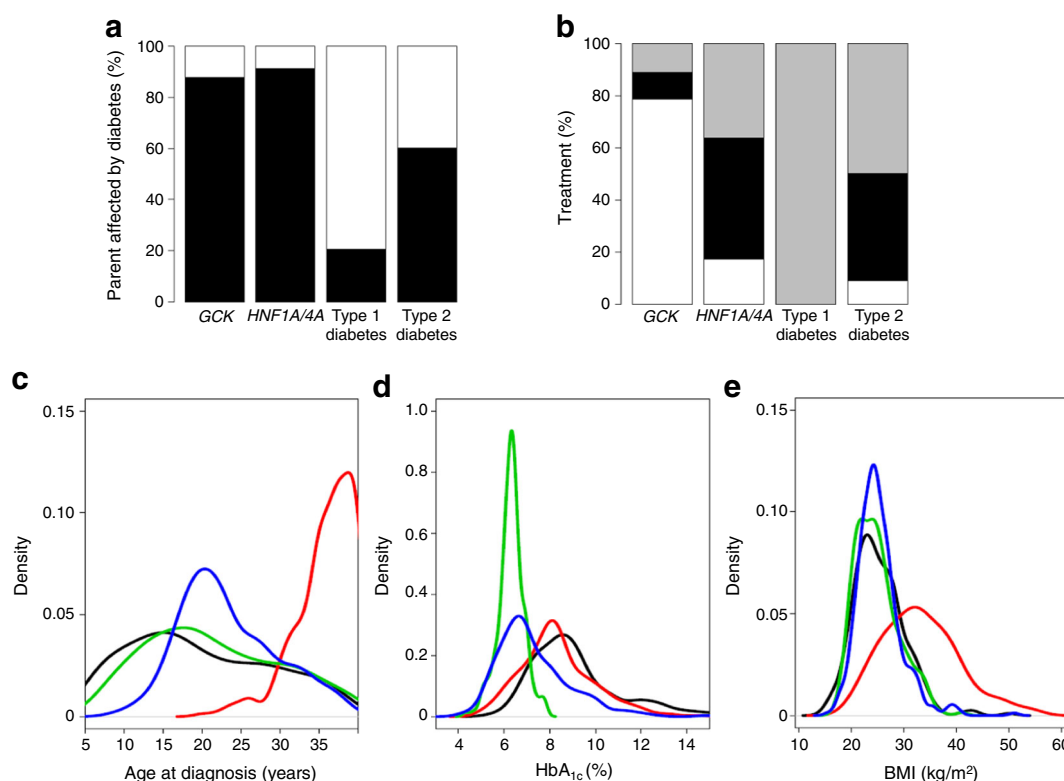 a
Parent affected by diabetes (%)
100
80
60
40
20
0
GCK HNF1A/4A Type 1 diabetes Type 2 diabetes
b
Treatment (%)
100
80
60
40
20
0
GCK HNF1A/4A Type 1 diabetes Type 2 diabetes
c
Density
0.15
0.10
0.05
0
5 10 20 30
Age at diagnosis (years)
d
Density
1.0
0.8
0.6
0.4
0.2
0
4 6 8 10 12 14
HbA1c (%)
e
Density
0.15
0.10
0.05
0
10 20 30 40 50 60
BMI (kg/m²)